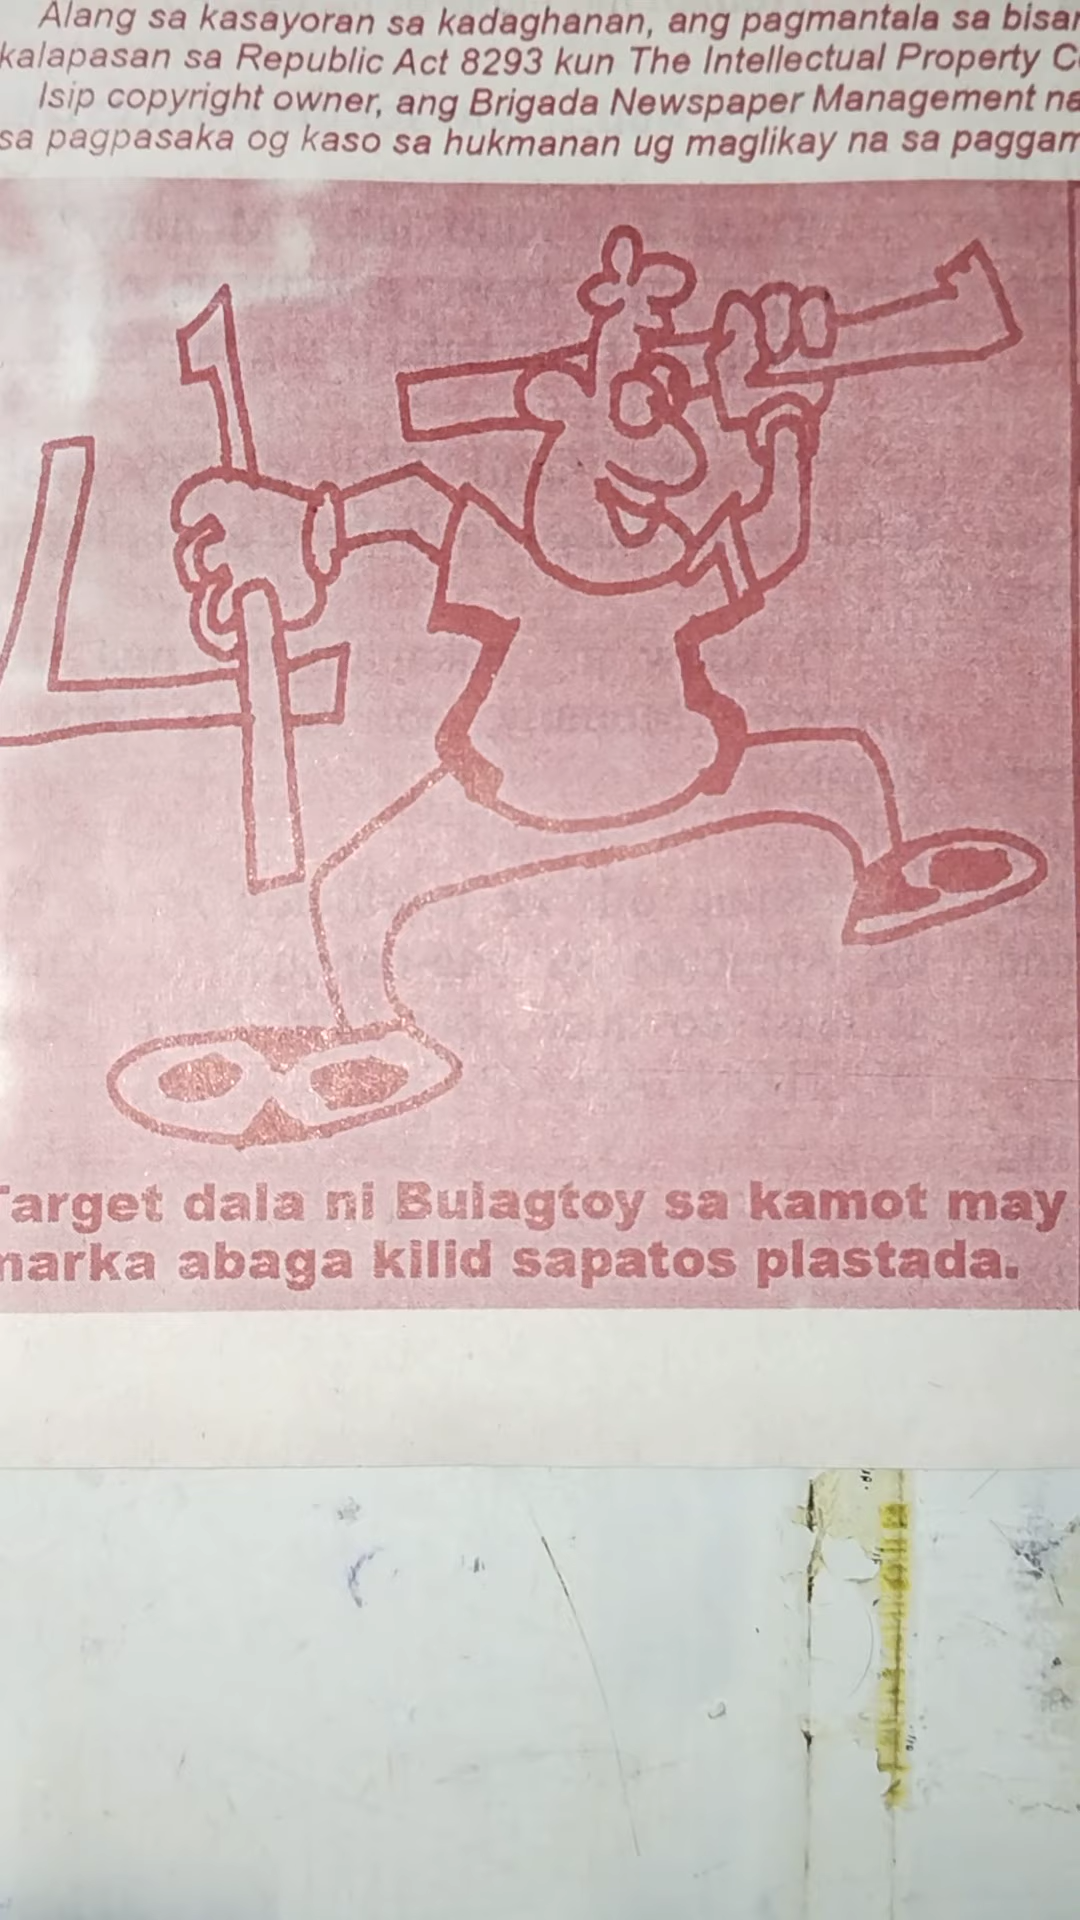 Alang sa kasayoran sa kadaghanan, ang pagmantala sa
kalapasan sa Republic Act 8293 kun The Intellectual Property
Isip copyright owner, ang Brigada Newspaper Management
sa pagpasaka og kaso sa hukmanan ug maglikay na sa
Target dala ni Bulagtoy sa kamot may
marka abaga kilid sapatos plastada.